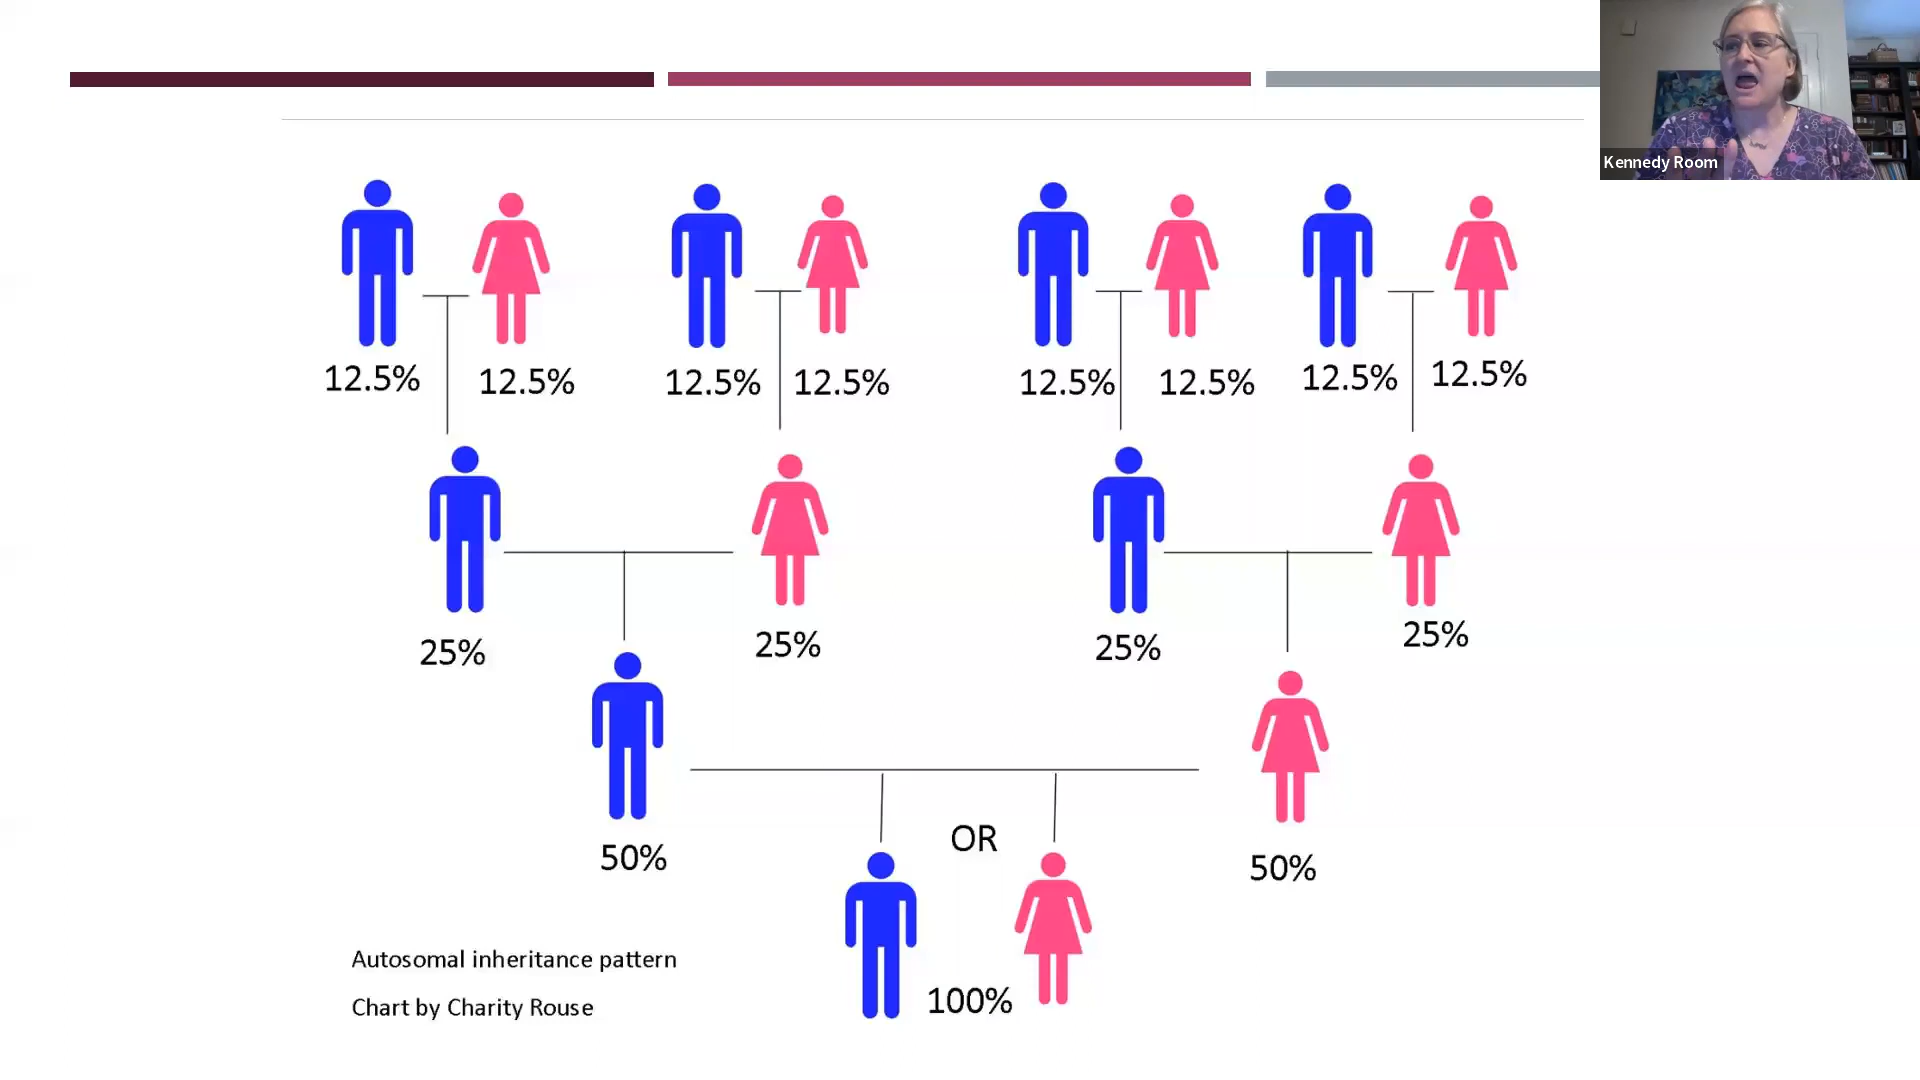 Kennedy Room
12.5% 12.5% 12.5% 12.5% 12.5% 12.5% 12.5% 12.5%
25% 25% 25% 25%
50% OR 50%
100%
Autosomal inheritance pattern
Chart by Charity Rouse